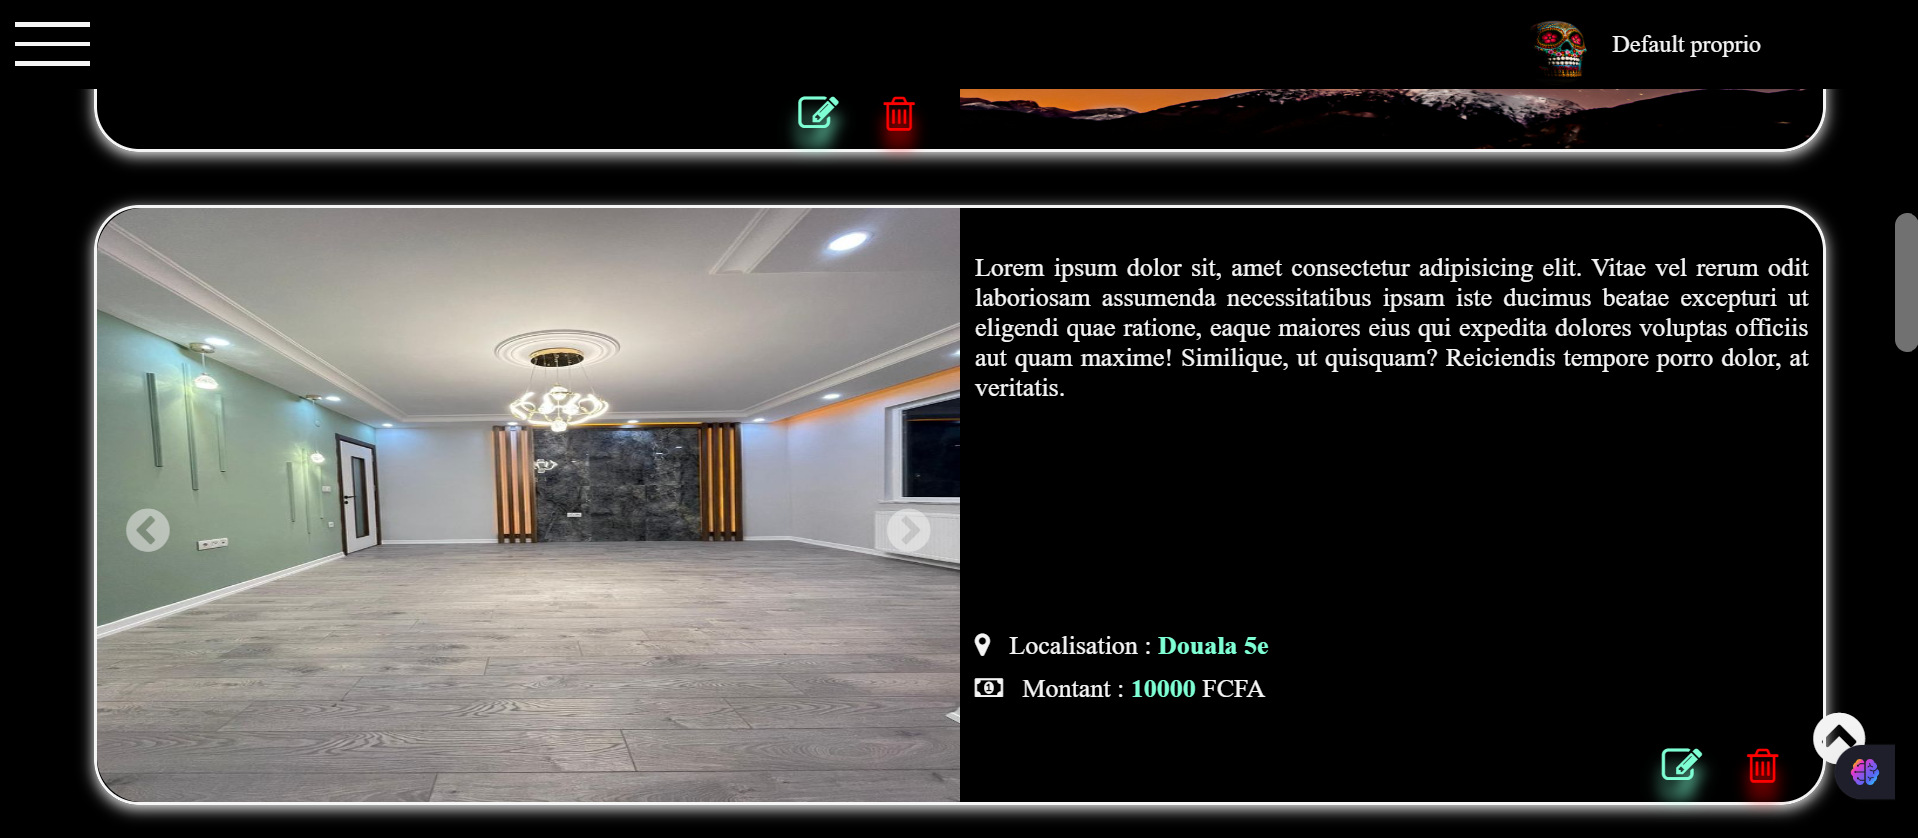 Default proprio
Lorem ipsum dolor sit, amet consectetur adipisicing elit. Vitae vel rerum odit
laboriosam assumenda necessitatibus ipsam iste ducimus beatae excepturi ut
eligendi quae ratione, eaque maiores eius qui expedita dolores voluptas officiis
aut quam maxime! Similique, ut quisquam? Reiciendis tempore porro dolor, at
veritatis.
Localisation : Douala 5e
Montant : 10000 FCFA